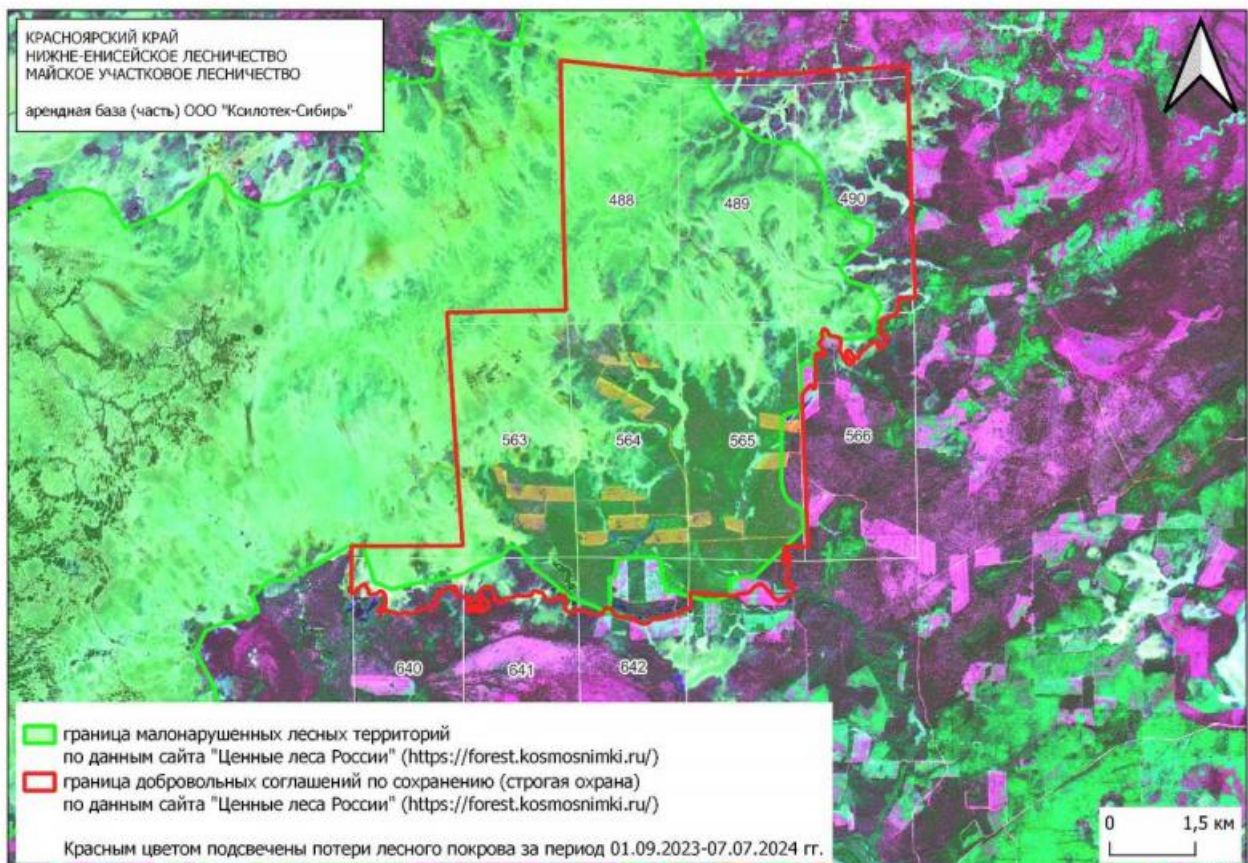 КРАСНОЯРСКИЙ КРАЙ
НИЖНЕ-ЕНИСЕЙСКОЕ ЛЕСНИЧЕСТВО
МАЙСКОЕ УЧАСТКОВОЕ ЛЕСНИЧЕСТВО
арендная база (часть) ООО "Ксилотек-Сибирь"
488
489
490
563
564
565
566
640
641
642
граница малонарушенных лесных территорий
по данным сайта "Ценные леса России" (https://forest.kosmosnimki.ru/)
граница добровольных соглашений по сохранению (строгая охрана)
по данным сайта "Ценные леса России" (https://forest.kosmosnimki.ru/)
Красным цветом подсвечены потери лесного покрова за период 01.09.2023-07.07.2024 гг.
0 1,5 км